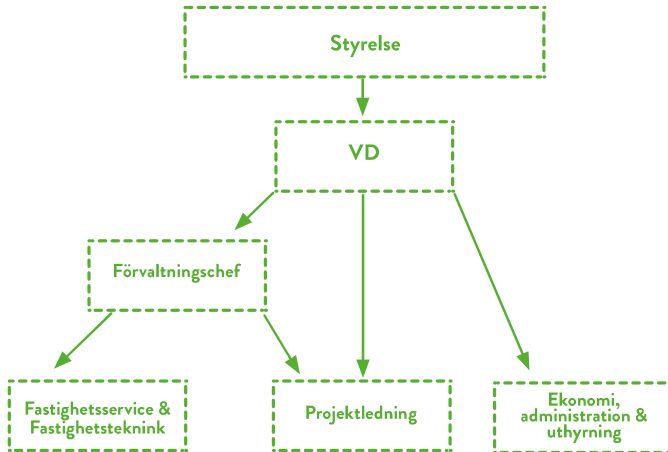 Styrelse
VD
Förvaltningschef
Fastighetsservice &
Fastighetsteknink
Projektledning
Ekonomi,
administration &
uthyrning